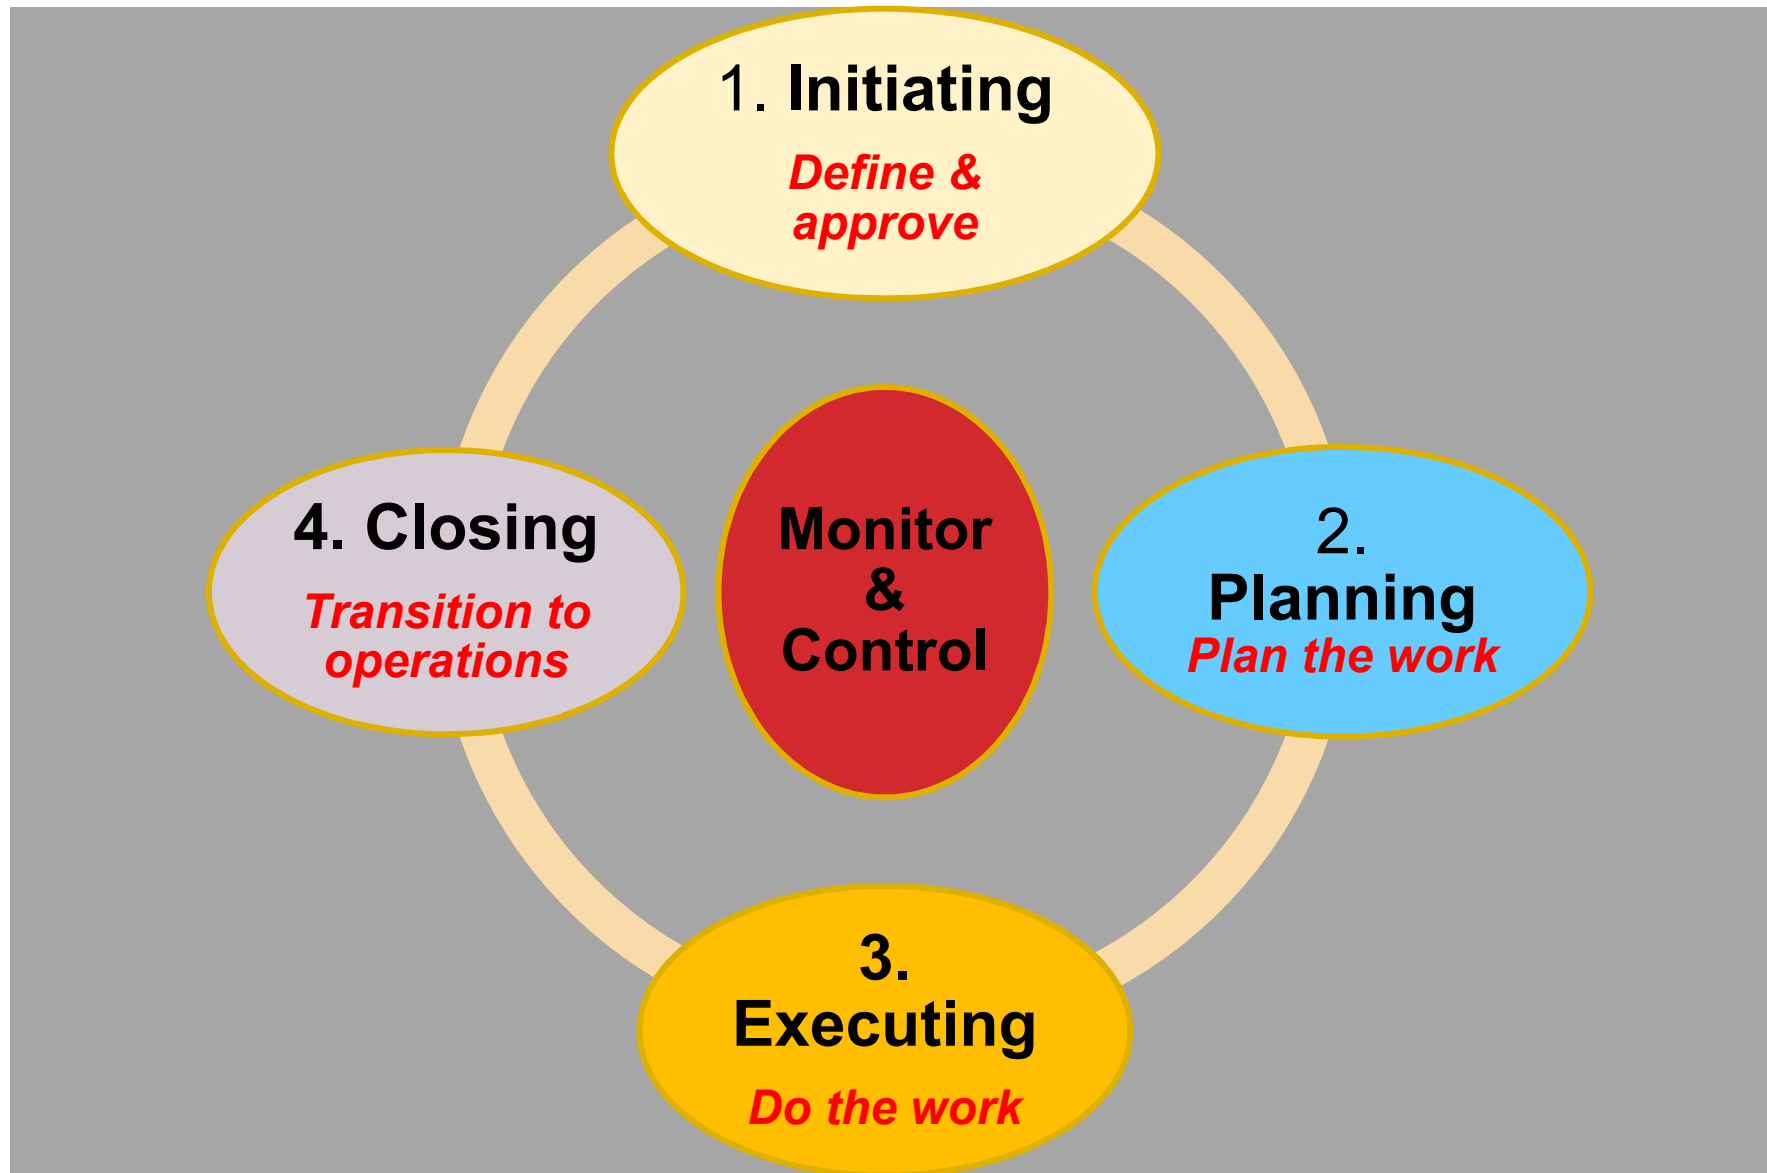 1. Initiating
Define &
approve
2.
Planning
Plan the work
3.
Executing
Do the work
4. Closing
Transition to
operations
Monitor
&
Control